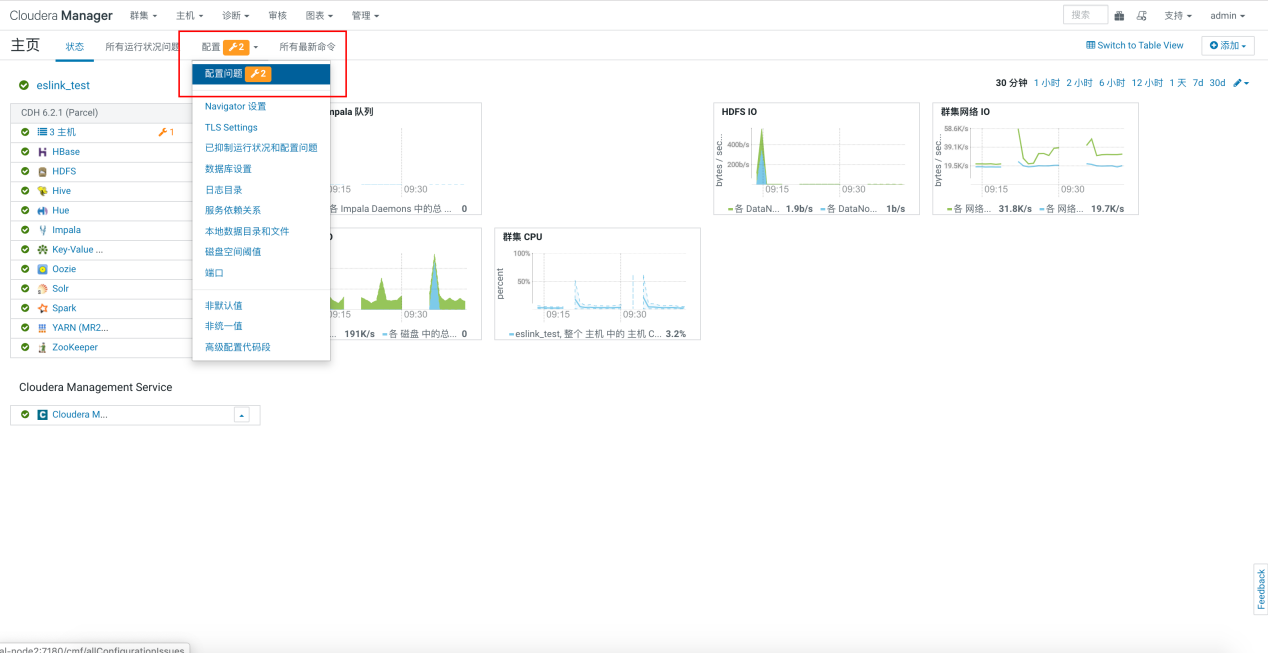 Cloudera Manager 群集 主机 诊断 审核 图表 管理 搜索 支持 admin
主页 状态 所有运行状况问题 配置 2 所有最新命令 Switch to Table View 添加
配置问题 2
Navigator 设置
TLS Settings
已抑制运行状况和配置问题
数据库设置
日志目录
服务依赖关系
本地数据目录和文件
磁盘空间阈值
端口
非默认值
非统一值
高级配置代码段
eslink_test
30 分钟 1 小时 2 小时 6 小时 12 小时 1 天 7d 30d
CDH 6.2.1 (Parcel)
3 主机 1
HBase
HDFS
Hive
Hue
Impala
Key-Value ...
Oozie
Solr
Spark
YARN (MR2...
ZooKeeper
Cloudera Management Service
Cloudera M...
mpala 队列
09:15 09:30
各 Impala Daemons 中的总 ... 0
HDFS IO
bytes / sec...
400b/s
200b/s
09:15 09:30
各 DataN... 1.9b/s 各 DataNo... 1b/s
群集网络 IO
bytes / sec...
58.6K/s
39.1K/s
19.5K/s
09:15 09:30
各 网络... 31.8K/s 各 网络... 19.7K/s
09:15 09:30
... 191K/s 各 磁盘 中的总... 0
群集 CPU
percent
100%
50%
09:15 09:30
eslink_test, 整个 主机 中的 主机 C... 3.2%
Feedback
al-node2:7180/cmf/allConfigurationIssues